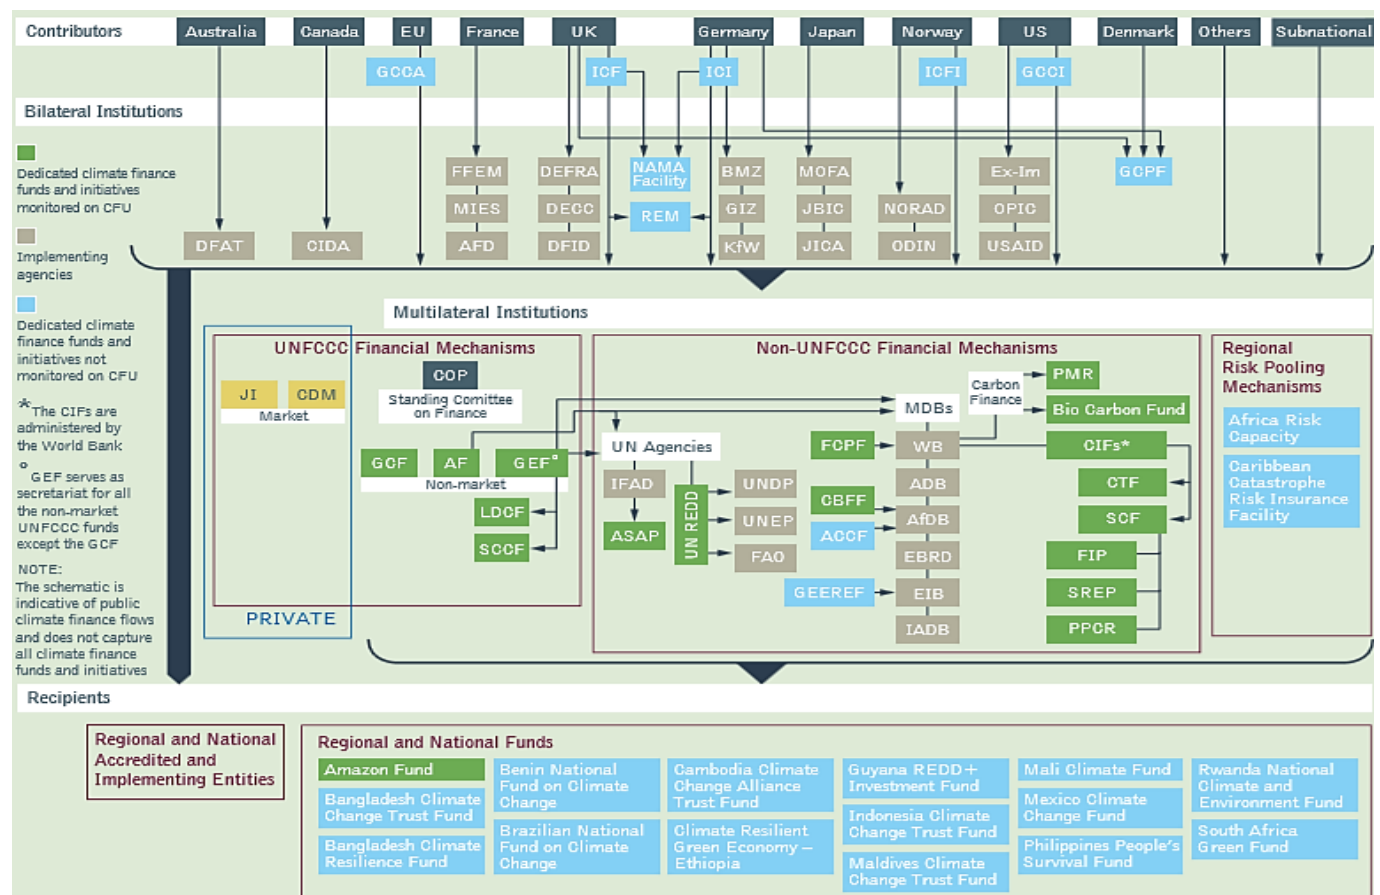 Contributors
Australia
Canada
EU
France
UK
Germany
Japan
Norway
US
Denmark
Others
Subnational
GCCA
ICF
ICI
ICFI
GCCI
Bilateral Institutions
Dedicated climate finance
funds and initiatives
monitored on CFU
Implementing
agencies
Dedicated climate
finance funds and
initiatives not
monitored on CFU
*The CIFs are
administered by
the World Bank
° GEF serves as
secretariat for all
the non-market
UNFCCC funds
except the GCF
NOTE:
The schematic is
indicative of public
climate finance flows
and does not capture
all climate finance
funds and initiatives
FFEM
DEFRA
NAMA
Facility
BMZ
MOFA
Ex-Im
GCPF
MIES
DECC
REM
GIZ
JBIC
NORAD
OPIC
DFAT
CIDA
AFD
DFID
KfW
JICA
ODIN
USAID
Multilateral Institutions
UNFCCC Financial Mechanisms
COP
Standing Comittee
on Finance
JI
CDM
Market
GCF
AF
GEF°
Non-market
LDCF
SCCF
PRIVATE
Non-UNFCCC Financial Mechanisms
UN Agencies
IFAD
ASAP
UN REDD
UNDP
UNEP
FAO
MDBs
Carbon
Finance
PMR
Bio Carbon Fund
FCPF
WB
CIFs*
ADB
CTF
CBFF
AfDB
SCF
ACCF
EBRD
FIP
GEEREF
EIB
SREP
IADB
PPCR
Regional
Risk Pooling
Mechanisms
Africa Risk
Capacity
Caribbean
Catastrophe
Risk Insurance
Facility
Recipients
Regional and National
Accredited and
Implementing Entities
Regional and National Funds
Amazon Fund
Bangladesh Climate
Change Trust Fund
Bangladesh Climate
Resilience Fund
Benin National
Fund on Climate
Change
Brazilian National
Fund on Climate
Change
Cambodia Climate
Change Alliance
Trust Fund
Climate Resilient
Green Economy –
Ethiopia
Guyana REDD+
Investment Fund
Indonesia Climate
Change Trust Fund
Maldives Climate
Change Trust Fund
Mali Climate Fund
Mexico Climate
Change Fund
Philippines People's
Survival Fund
Rwanda National
Climate and
Environment Fund
South Africa
Green Fund